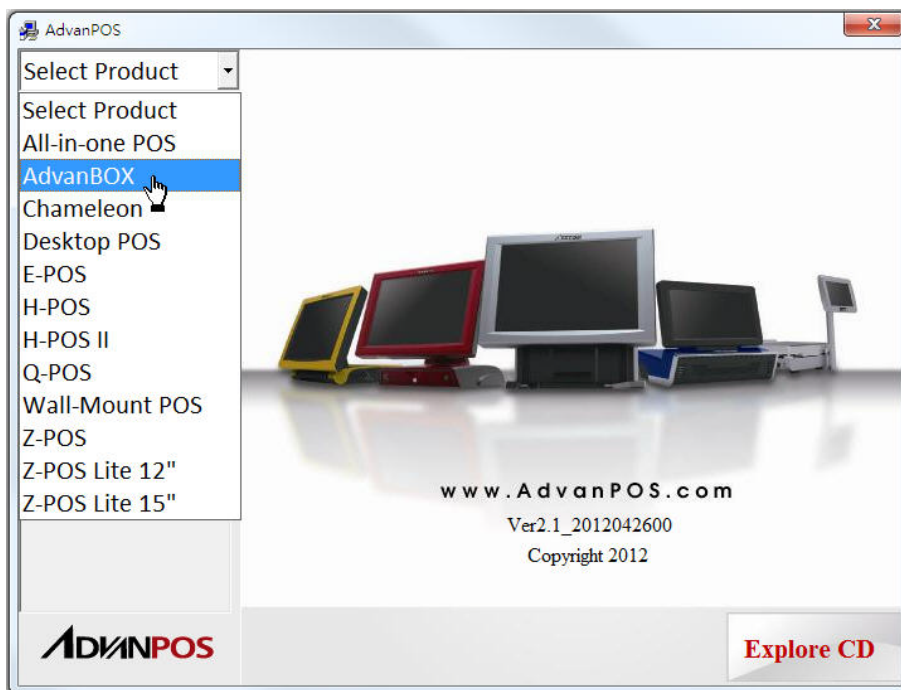 AdvanPOS
Select Product
Select Product
All-in-one POS
AdvanBOX
Chameleon
Desktop POS
E-POS
H-POS
H-POS II
Q-POS
Wall-Mount POS
Z-POS
Z-POS Lite 12"
Z-POS Lite 15"
www.AdvanPOS.com
Ver2.1_2012042600
Copyright 2012
ADVANPOS
Explore CD